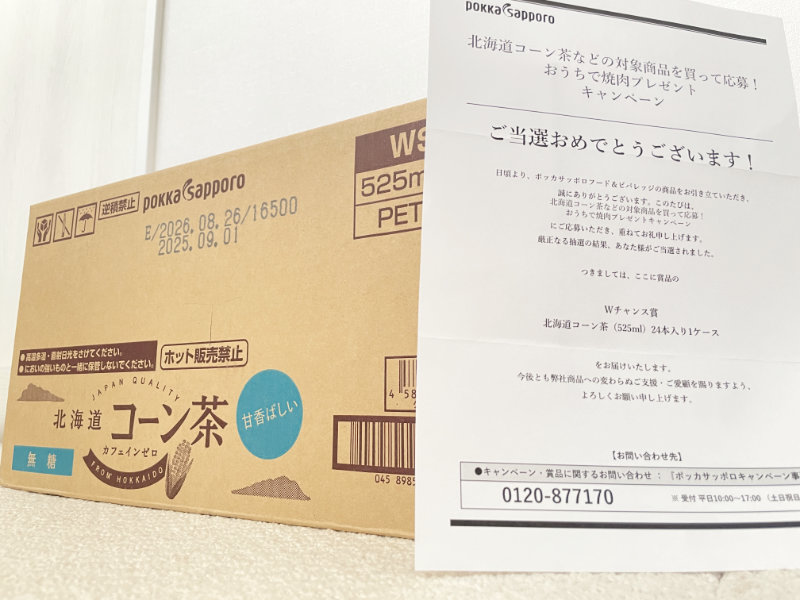 逆積禁止
pokka sapporo
E/2026.08.26/16500
2025.09.01
525m
PET
●高温多湿・直射日光をさけてください。
●においの強いものと一緒に保管しないでください。
ホット販売禁止
JAPAN QUALITY
北海道 コーン茶
カフェインゼロ
FROM HOKKAIDO
無糖
甘香ばしい
pokka sapporo
北海道コーン茶などの対象商品を買って応募！
おうちで焼肉プレゼント
キャンペーン
ご当選おめでとうございます！
日頃より、ポッカサッポロフード＆ビバレッジの商品をお引き立ていただき、
誠にありがとうございます。このたびは、
北海道コーン茶などの対象商品を買って応募！
おうちで焼肉プレゼントキャンペーン
にご応募いただき、重ねてお礼申し上げます。
厳正なる抽選の結果、あなた様がご当選されました。
つきましては、ここに賞品の
Wチャンス賞
北海道コーン茶（525ml）24本入り1ケース
をお届けいたします。
今後とも弊社商品への変わらぬご支援・ご愛顧を賜りますよう、
よろしくお願い申し上げます。
【お問い合わせ先】
●キャンペーン・賞品に関するお問い合わせ：『ポッカサッポロキャンペーン事
0120-877170
※受付 平日10:00～17:00（土日祝日